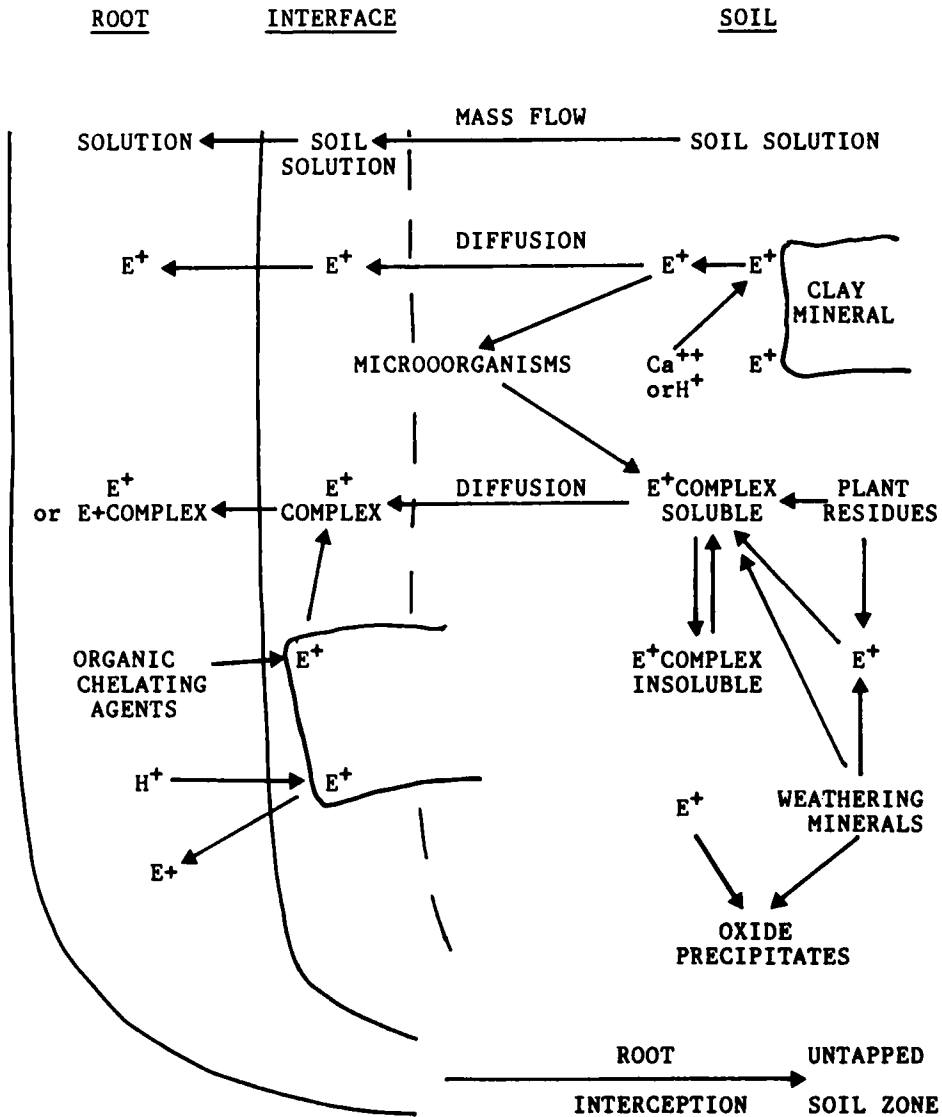 ROOT INTERFACE SOIL
MASS FLOW
SOLUTION SOIL SOLUTION SOIL SOLUTION
DIFFUSION
E+ E+ E+ E+
CLAY MINERAL
MICROOORGANISMS
Ca++ orH+
E+
E+ or E+COMPLEX
E+ COMPLEX
DIFFUSION
E+COMPLEX SOLUBLE
PLANT RESIDUES
ORGANIC CHELATING AGENTS
E+
E+COMPLEX INSOLUBLE
E+
H+
E+
E+
WEATHERING MINERALS
E+
OXIDE PRECIPITATES
ROOT INTERCEPTION
UNTAPPED SOIL ZONE